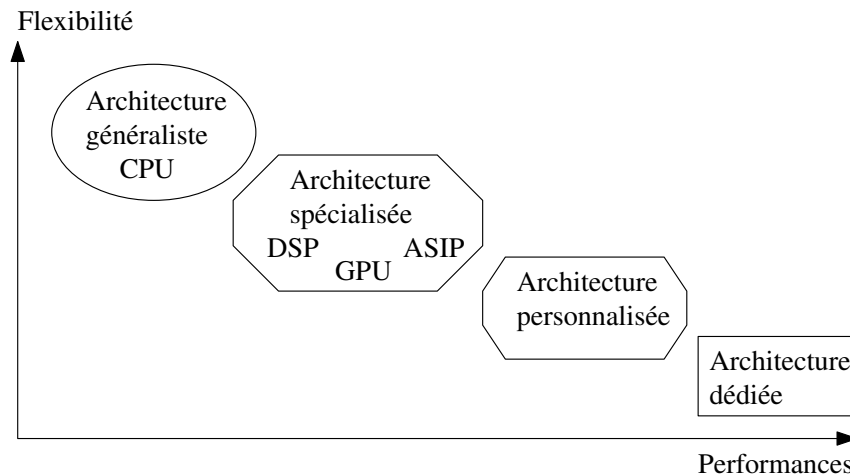 Flexibilité
Architecture
généraliste
CPU
Architecture
spécialisée
DSP ASIP
GPU
Architecture
personnalisée
Architecture
dédiée
Performances